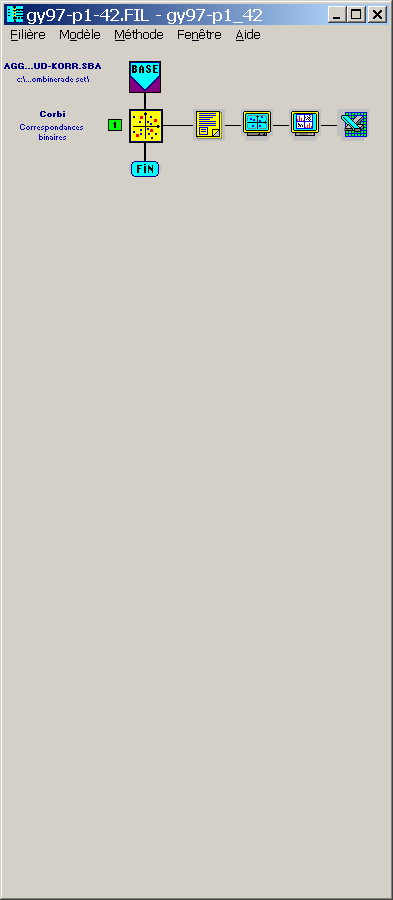 gy97-p1-42.FIL - gy97-p1_42
Filière Modèle Méthode Fenêtre Aide
AGG...UD-KORR.SBA
c:\...ombinerade set\
BASE
Corbi
Correspondances
binaires
1
FIN